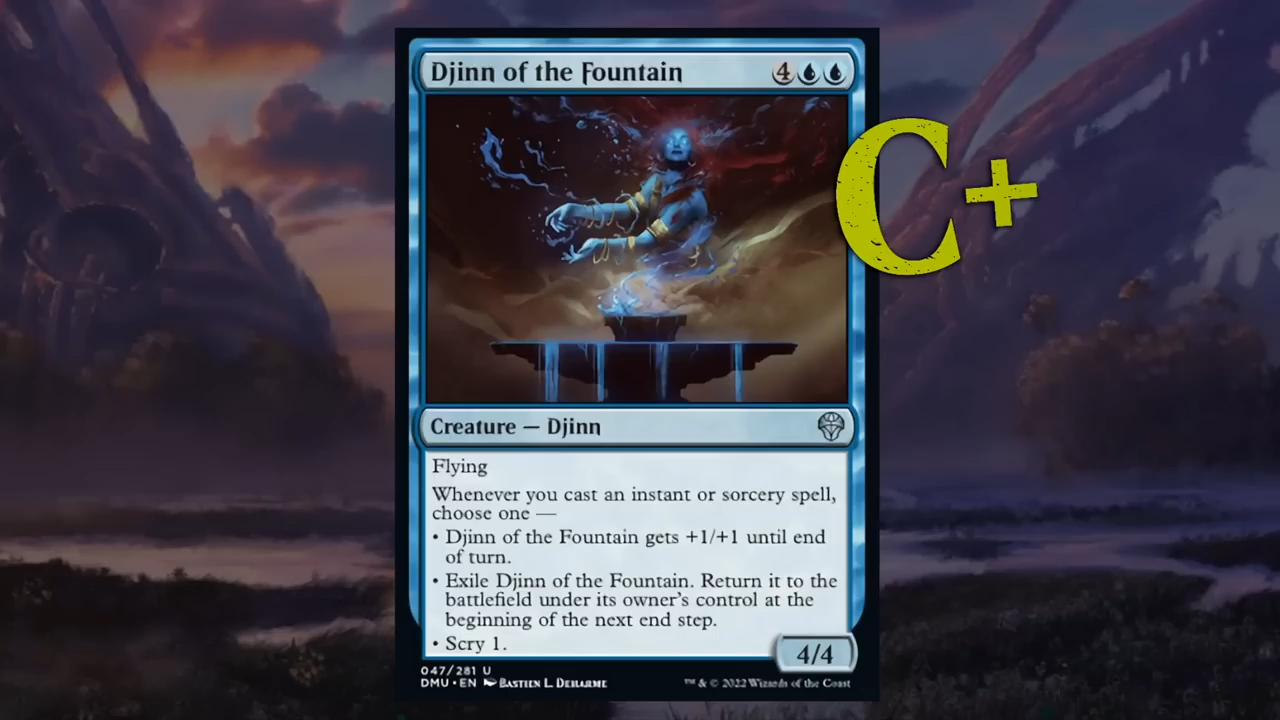 Djinn of the Fountain 4
C+
Creature — Djinn
Flying
Whenever you cast an instant or sorcery spell,
choose one —
• Djinn of the Fountain gets +1/+1 until end
of turn.
• Exile Djinn of the Fountain. Return it to the
battlefield under its owner's control at the
beginning of the next end step.
• Scry 1.
4/4
047/281 U
DMU • EN Bastien L. Deharme ™ & © 2022 Wizards of the Coast